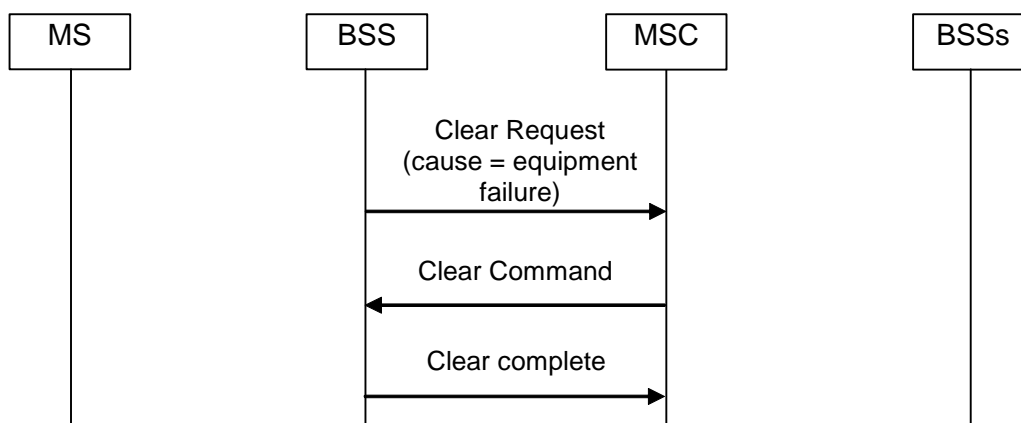 MS
BSS
MSC
BSSs
Clear Request
(cause = equipment
failure)
Clear Command
Clear complete